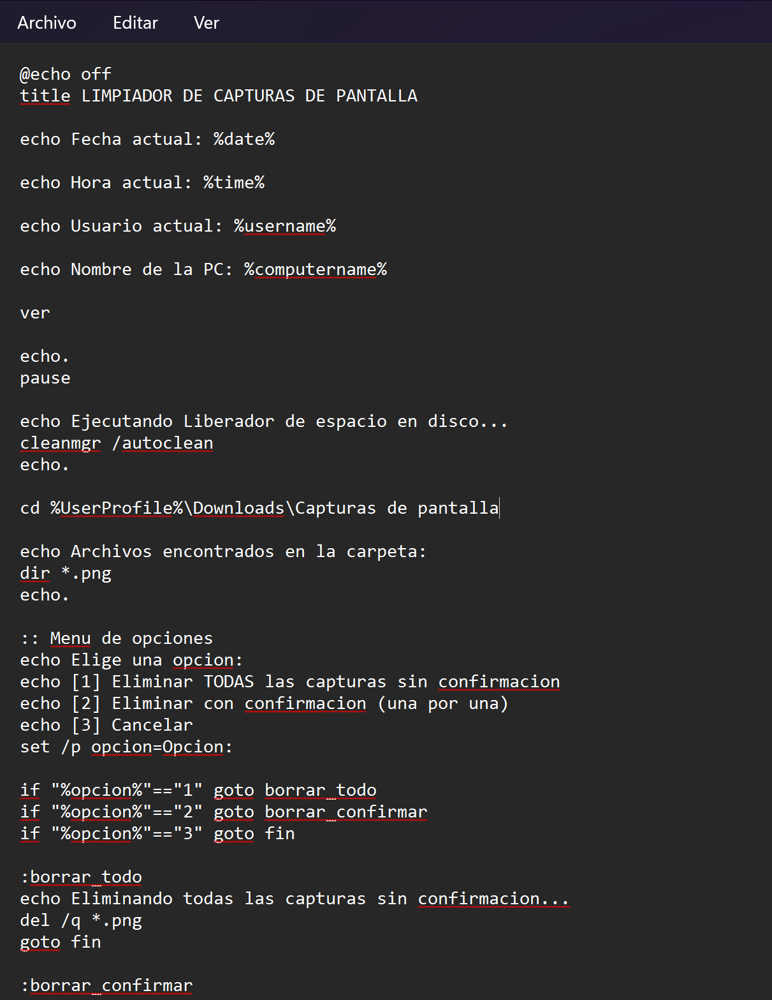 Archivo Editar Ver
@echo off
title LIMPIADOR DE CAPTURAS DE PANTALLA
echo Fecha actual: %date%
echo Hora actual: %time%
echo Usuario actual: %username%
echo Nombre de la PC: %computername%
ver
echo.
pause
echo Ejecutando Liberador de espacio en disco...
cleanmgr /autoclean
echo.
cd %UserProfile%\Downloads\Capturas de pantalla
echo Archivos encontrados en la carpeta:
dir *.png
echo.
:: Menu de opciones
echo Elige una opcion:
echo [1] Eliminar TODAS las capturas sin confirmacion
echo [2] Eliminar con confirmacion (una por una)
echo [3] Cancelar
set /p opcion=Opcion:
if "%opcion%"=="1" goto borrar_todo
if "%opcion%"=="2" goto borrar_confirmar
if "%opcion%"=="3" goto fin
:borrar_todo
echo Eliminando todas las capturas sin confirmacion...
del /q *.png
goto fin
:borrar_confirmar